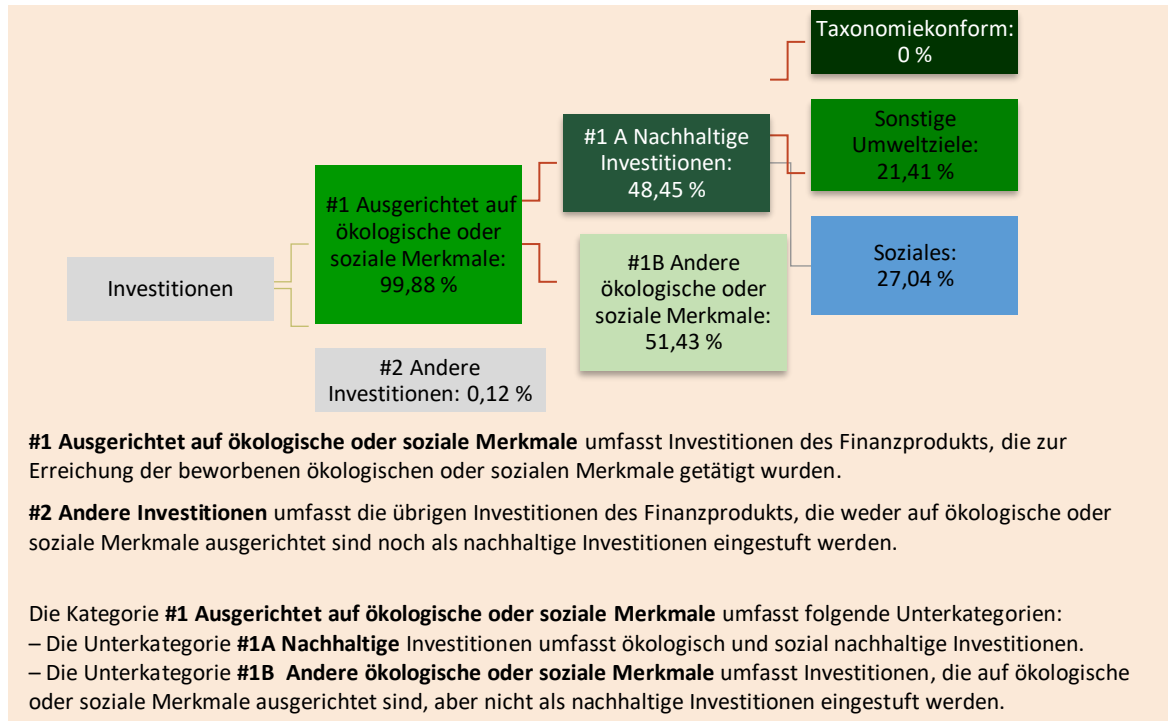 Taxonomiekonform:
0 %
#1 A Nachhaltige
Investitionen:
48,45 %
Sonstige
Umweltziele:
21,41 %
#1 Ausgerichtet auf
ökologische oder
soziale Merkmale:
99,88 %
Investitionen
#1B Andere
ökologische oder
soziale Merkmale:
51,43 %
Soziales:
27,04 %
#2 Andere
Investitionen: 0,12 %
#1 Ausgerichtet auf ökologische oder soziale Merkmale umfasst Investitionen des Finanzprodukts, die zur
Erreichung der beworbenen ökologischen oder sozialen Merkmale getätigt wurden.
#2 Andere Investitionen umfasst die übrigen Investitionen des Finanzprodukts, die weder auf ökologische oder
soziale Merkmale ausgerichtet sind noch als nachhaltige Investitionen eingestuft werden.
Die Kategorie #1 Ausgerichtet auf ökologische oder soziale Merkmale umfasst folgende Unterkategorien:
– Die Unterkategorie #1A Nachhaltige Investitionen umfasst ökologisch und sozial nachhaltige Investitionen.
– Die Unterkategorie #1B Andere ökologische oder soziale Merkmale umfasst Investitionen, die auf ökologische
oder soziale Merkmale ausgerichtet sind, aber nicht als nachhaltige Investitionen eingestuft werden.